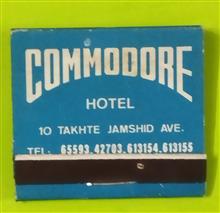 COMMODORE
HOTEL
10 TAKHTE JAMSHID AVE.
TEL: 65593,42703,613154,613155